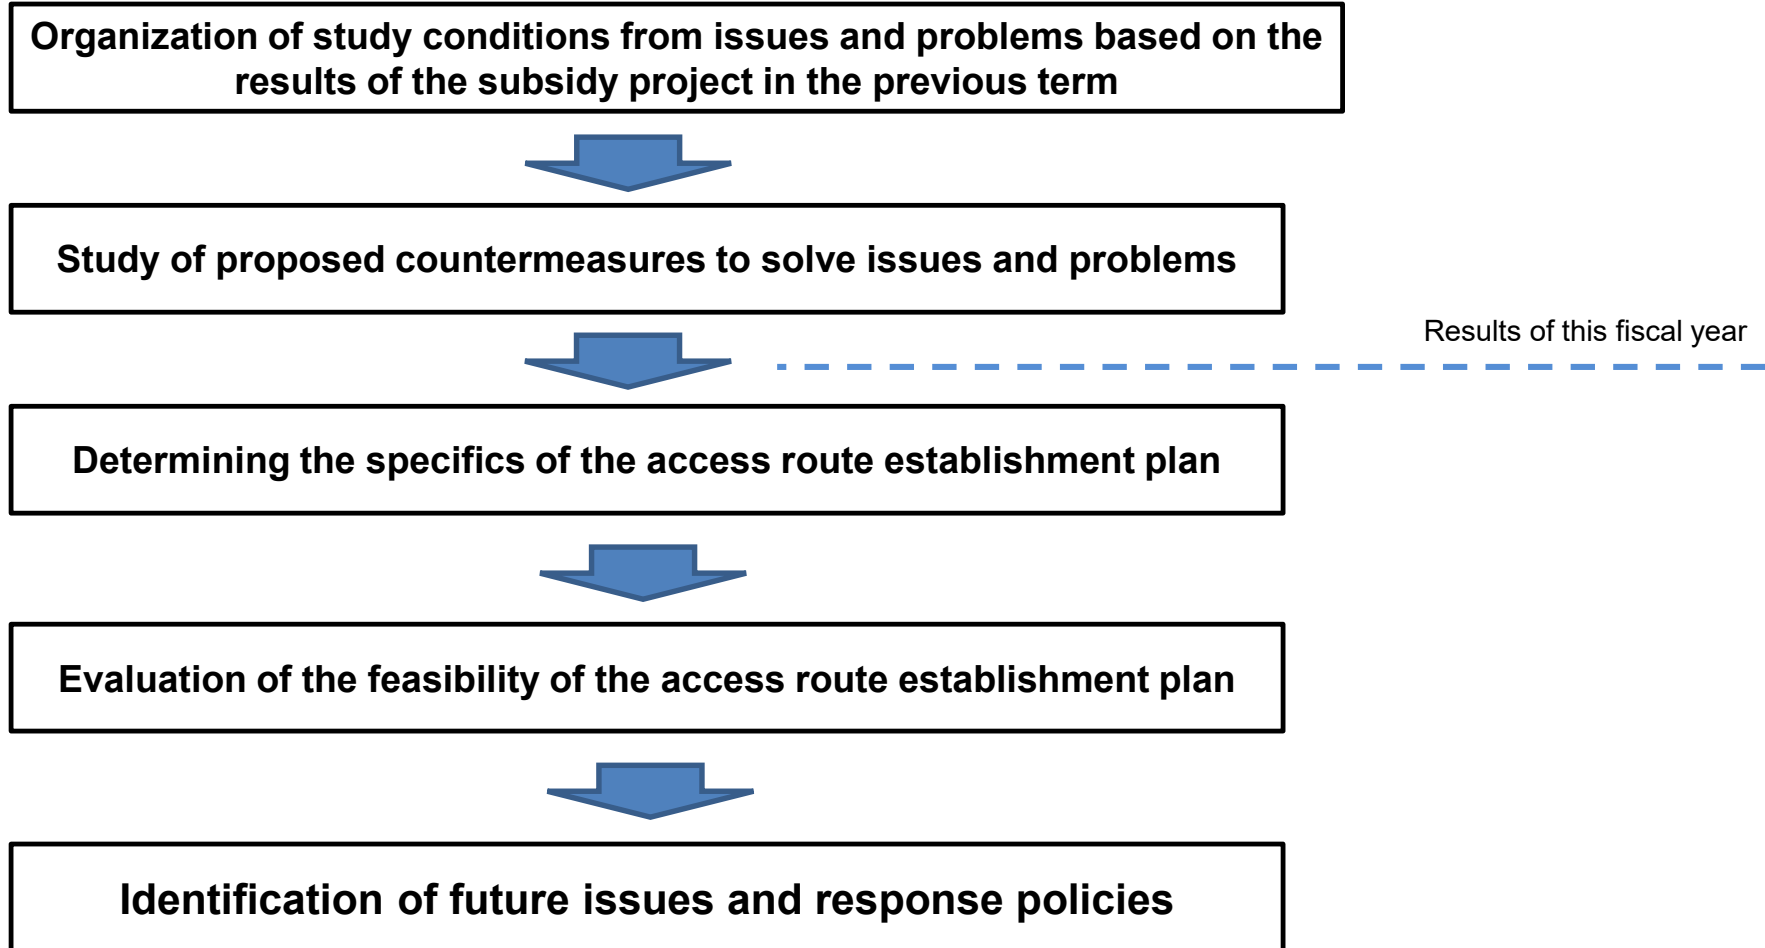 Organization of study conditions from issues and problems based on the
results of the subsidy project in the previous term
Study of proposed countermeasures to solve issues and problems
Results of this fiscal year
Determining the specifics of the access route establishment plan
Evaluation of the feasibility of the access route establishment plan
Identification of future issues and response policies